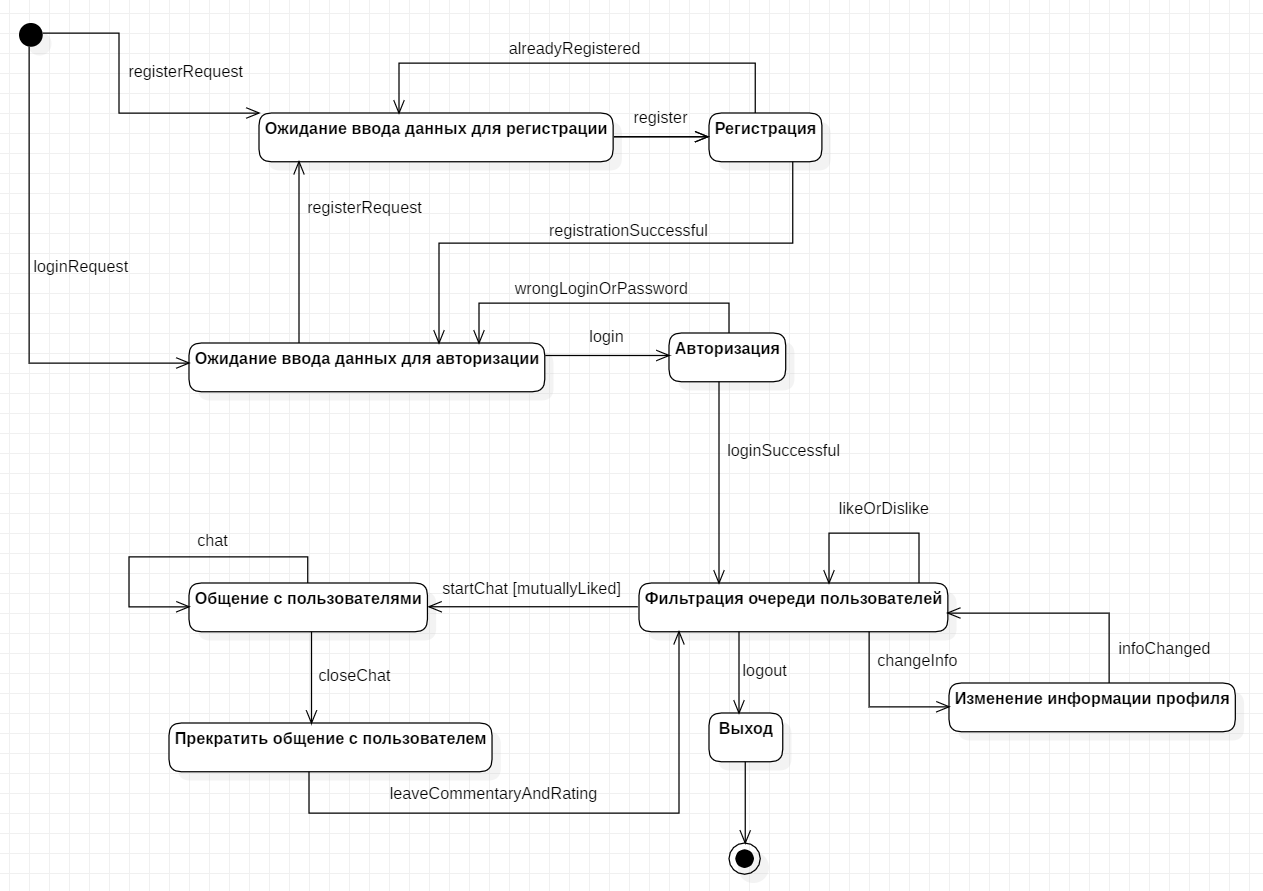 alreadyRegistered
registerRequest
Ожидание ввода данных для регистрации
register
Регистрация
registerRequest
registrationSuccessful
loginRequest
wrongLoginOrPassword
login
Ожидание ввода данных для авторизации
Авторизация
loginSuccessful
likeOrDislike
chat
startChat [mutuallyLiked]
Общение с пользователями
Фильтрация очереди пользователей
closeChat
logout
changeInfo
infoChanged
Изменение информации профиля
Прекратить общение с пользователем
Выход
leaveCommentaryAndRating